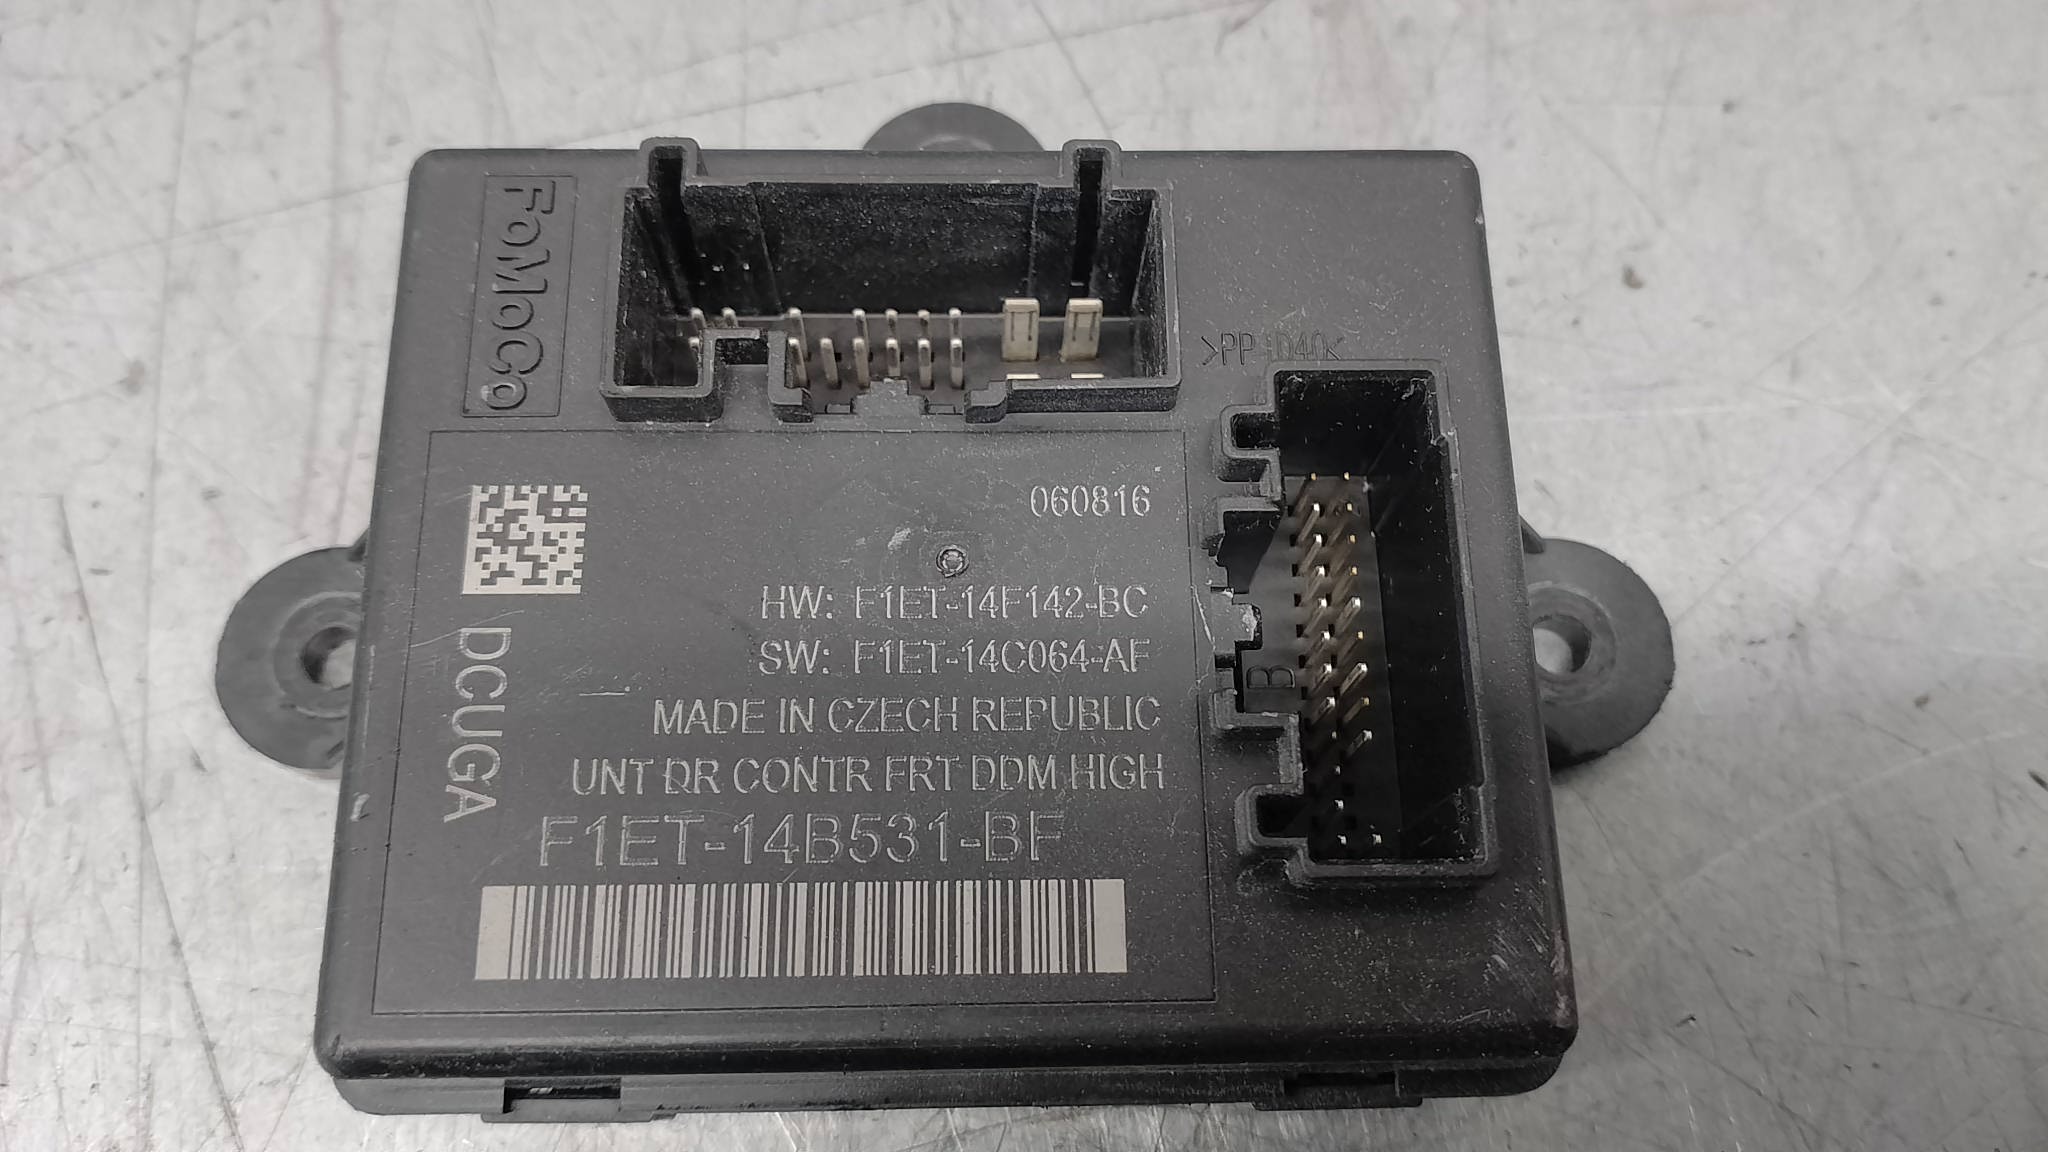 FoMoCo
>PP TD40<
060816
HW: F1ET-14F142-BC
SW: F1ET-14C064-AF
B
MADE IN CZECH REPUBLIC
UNT DR CONTR FRT DDM HIGH
DCUGA
F1ET-14B531-BF